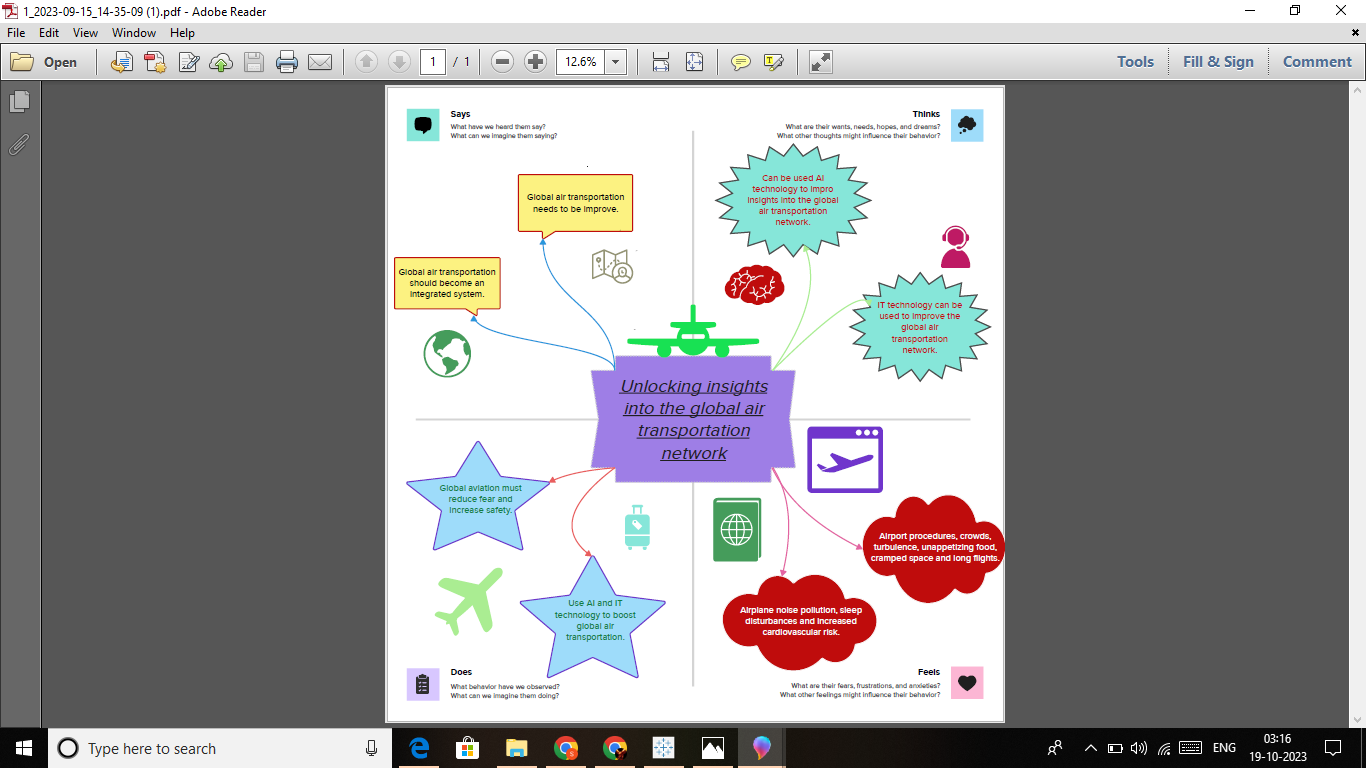 1_2023-09-15_14-35-09 (1).pdf - Adobe Reader
File Edit View Window Help
Open 1 / 1 12.6% Tools Fill & Sign Comment
Says
What have we heard them say?
What can we imagine them saying?
Thinks
What are their wants, needs, hopes, and dreams?
What other thoughts might influence their behavior?
Global air transportation
needs to be improve.
Global air transportation
should become an
integrated system.
Can be used AI
technology to impro
insights into the global
air transportation
network.
IT technology can be
used to improve the
global air
transportation
network.
Unlocking insights
into the global air
transportation
network
Global aviation must
reduce fear and
increase safety.
Use AI and IT
technology to boost
global air
transportation.
Airport procedures, crowds,
turbulence, unappetizing food,
cramped space and long flights.
Airplane noise pollution, sleep
disturbances and increased
cardiovascular risk.
Does
What behavior have we observed?
What can we imagine them doing?
Feels
What are their fears, frustrations, and anxieties?
What other feelings might influence their behavior?
Type here to search
ENG
03:16
19-10-2023